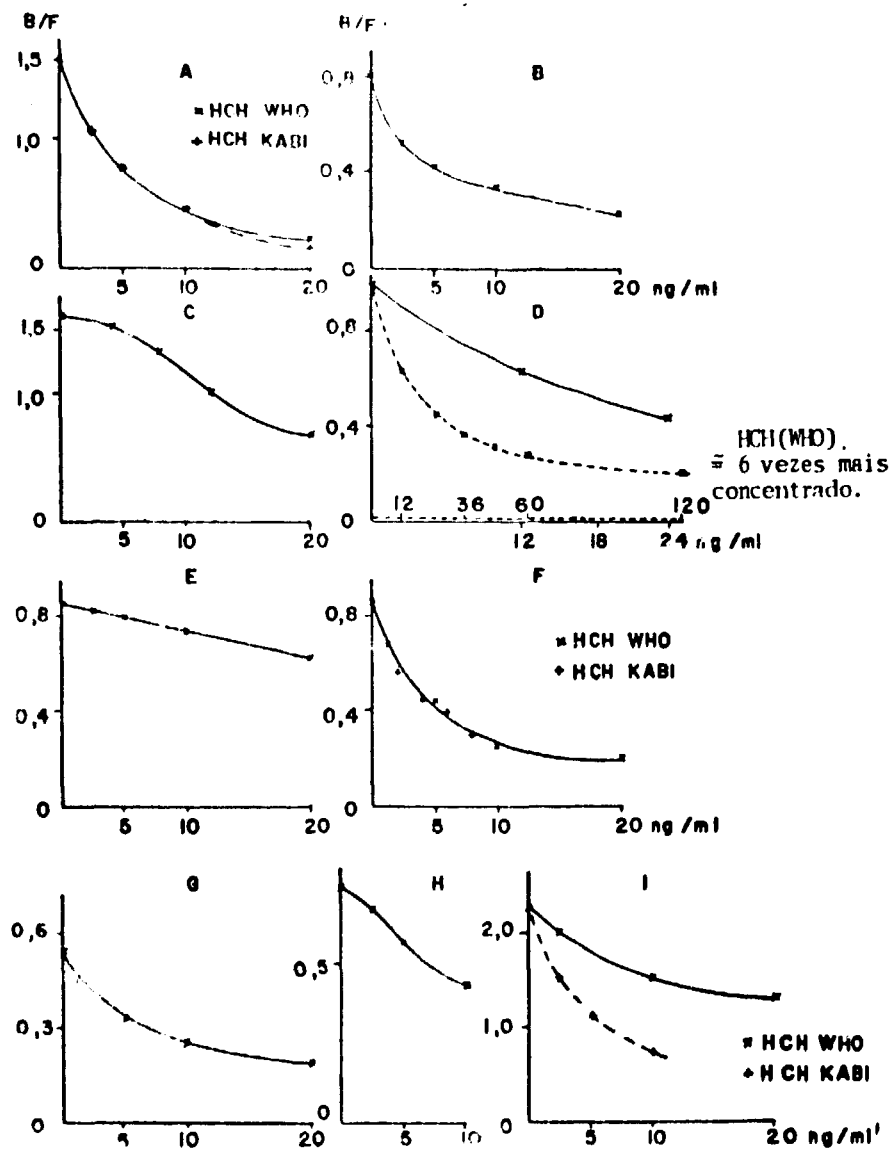 B/F
B/F
1,5
A
0,8
B
× HCH WHO
+ HCH KABI
1,0
0,4
0
0
5 10 20
5 10 20 ng/ml
C
D
1,5
0,8
1,0
0,4
HCH(WHO).
≅ 6 vezes mais
concentrado.
12 36 60 120
0
0
5 10 20
12 18 24 ng/ml
E
F
0,8
0,8
× HCH WHO
+ HCH KABI
0,4
0,4
0
0
5 10 20
5 10 20 ng/ml
G
H
I
0,6
0,5
2,0
0,3
1,0
× HCH WHO
+ HCH KABI
0
0
0
5 10 20
5 10
5 10 20 ng/ml